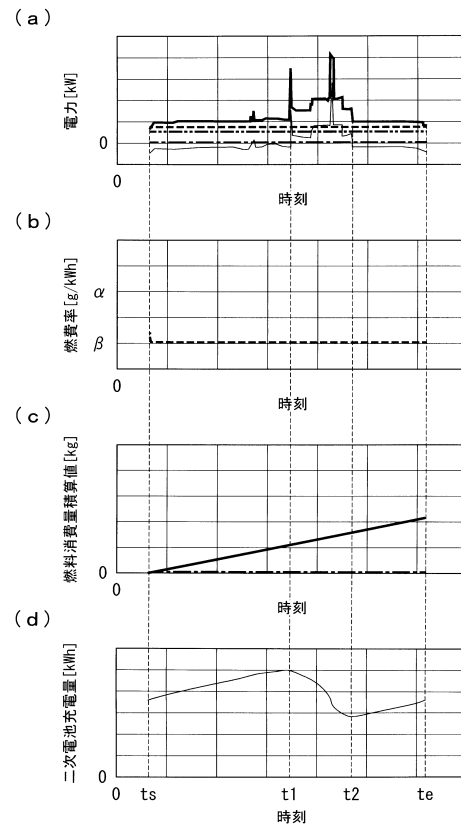 (a)
電力[kW]
0
0
時刻
(b)
燃費率[g/kWh]
α
β
0
時刻
(c)
燃料消費量積算値[kg]
0
0
時刻
(d)
二次電池充電量[kWh]
0
0 ts t1 t2 te
時刻